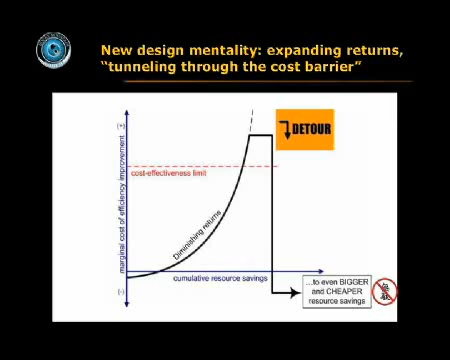 New design mentality: expanding returns,
“tunneling through the cost barrier”
(+)
DETOUR
cost-effectiveness limit
marginal cost of efficiency improvement
Diminishing returns
cumulative resource savings
(-)
...to even BIGGER
and CHEAPER
resource savings